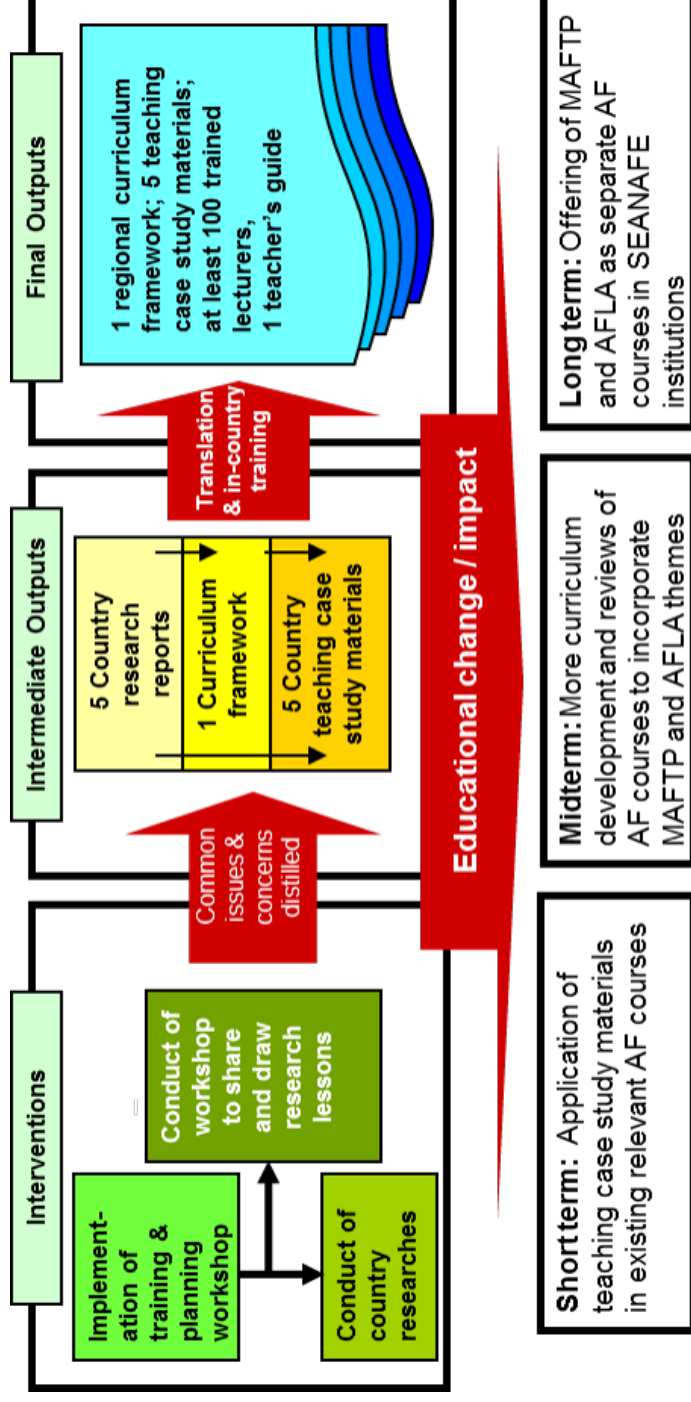 Interventions
Implement-
ation of
training &
planning
workshop
Conduct of
workshop
to share
and draw
research
lessons
Conduct of
country
researches
Common
issues &
concerns
distilled
Intermediate Outputs
5 Country
research
reports
1 Curriculum
framework
5 Country
teaching case
study materials
Translation
& in-country
training
Final Outputs
1 regional curriculum
framework; 5 teaching
case study materials;
at least 100 trained
lecturers,
1 teacher's guide
Educational change / impact
Short term: Application of
teaching case study materials
in existing relevant AF courses
Midterm: More curriculum
development and reviews of
AF courses to incorporate
MAFTP and AFLA themes
Long term: Offering of MAFTP
and AFLA as separate AF
courses in SEANAFE
institutions